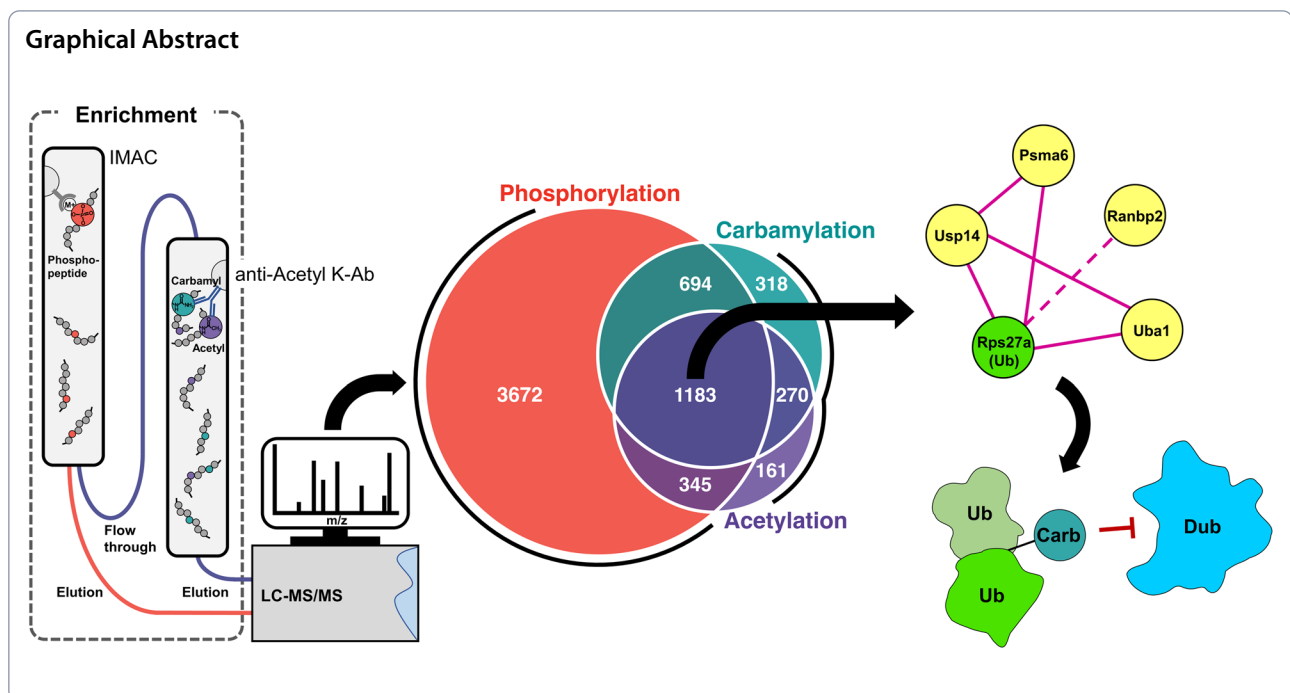 Graphical Abstract
Enrichment
IMAC
M+
Phospho-
peptide
anti-Acetyl K-Ab
Carbamyl
Acetyl
Flow
through
Elution
Elution
m/z
LC-MS/MS
Phosphorylation
Carbamylation
694
318
3672
1183
270
345
161
Acetylation
Psma6
Ranbp2
Usp14
Rps27a
(Ub)
Uba1
Ub
Carb
Dub
Ub